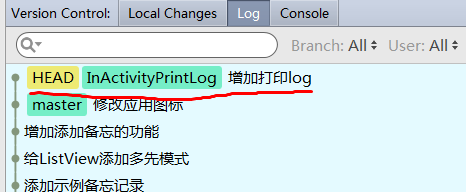 Version Control: Local Changes Log Console
Branch: All User: All
HEAD InActivityPrintLog 增加打印log
master 修改应用图标
增加添加备忘的功能
给ListView添加多先模式
添加示例备忘记录